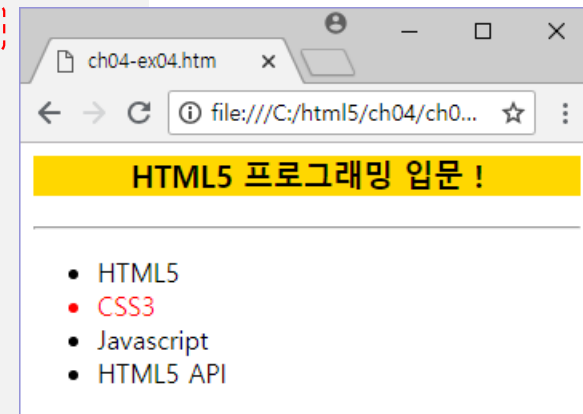 ch04-ex04.htm
file:///C:/html5/ch04/ch0...
HTML5 프로그래밍 입문 !
HTML5
CSS3
Javascript
HTML5 API